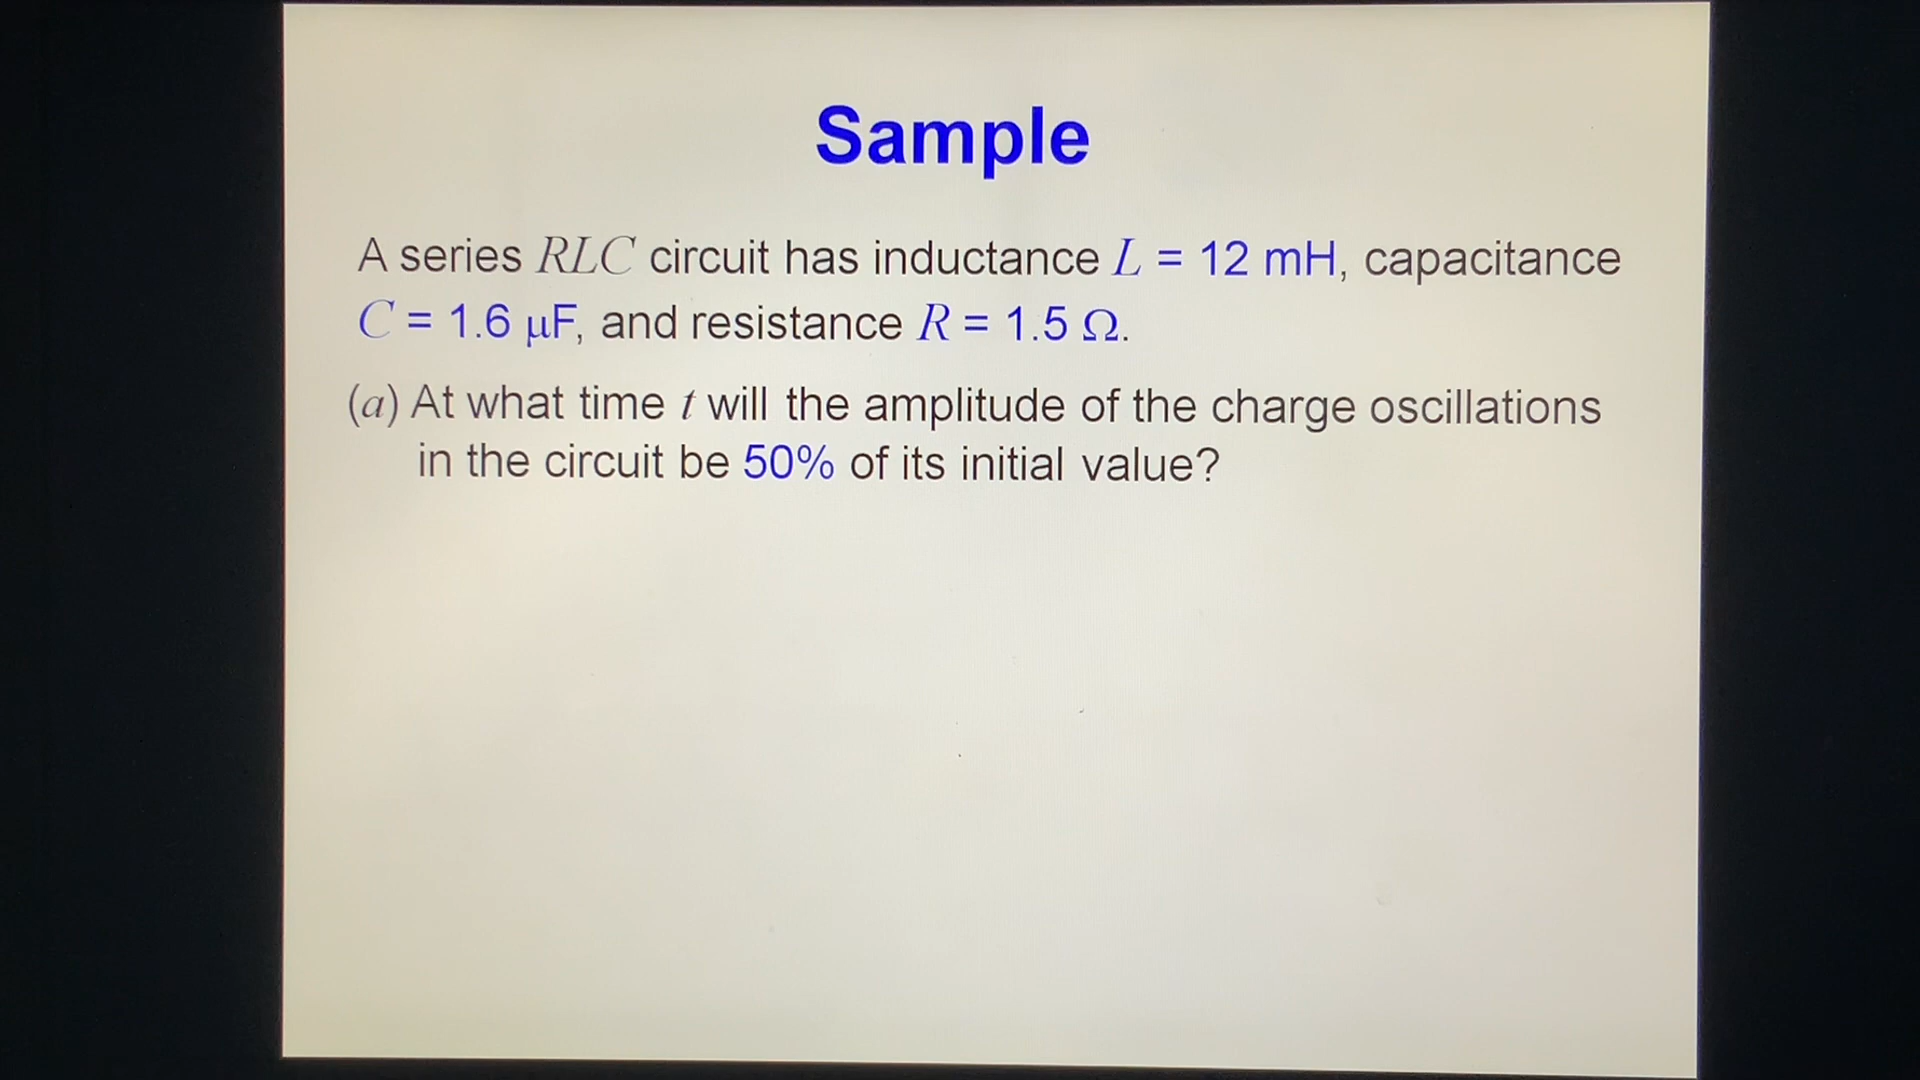 Sample
A series RLC circuit has inductance L = 12 mH, capacitance
C = 1.6 μF, and resistance R = 1.5 Ω.
(a) At what time t will the amplitude of the charge oscillations
in the circuit be 50% of its initial value?